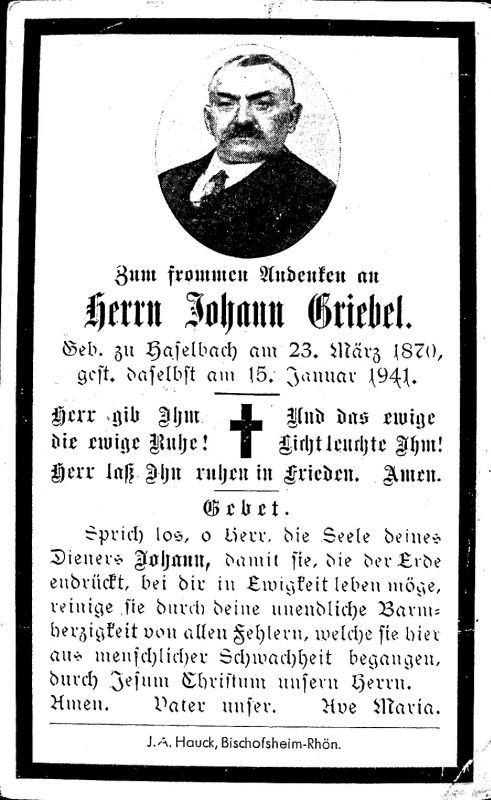 Zum frommen Andenken an
Herrn Johann Griebel.
Geb. zu Haselbach am 23. März 1870,
gest. daselbst am 15. Januar 1941.
Herr gib Ihm
die ewige Ruhe!
Und das ewige
Licht leuchte Ihm!
Herr laß Ihn ruhen in Frieden. Amen.
Gebet.
Sprich los, o Herr, die Seele deines
Dieners Johann, damit sie, die der Erde
endrückt, bei dir in Ewigkeit leben möge,
reinige sie durch deine unendliche Barm-
herzigkeit von allen Fehlern, welche sie hier
aus menschlicher Schwachheit begangen,
durch Jesum Christum unsern Herrn.
Amen. Vater unser. Ave Maria.
J. A. Hauck, Bischofsheim-Rhön.